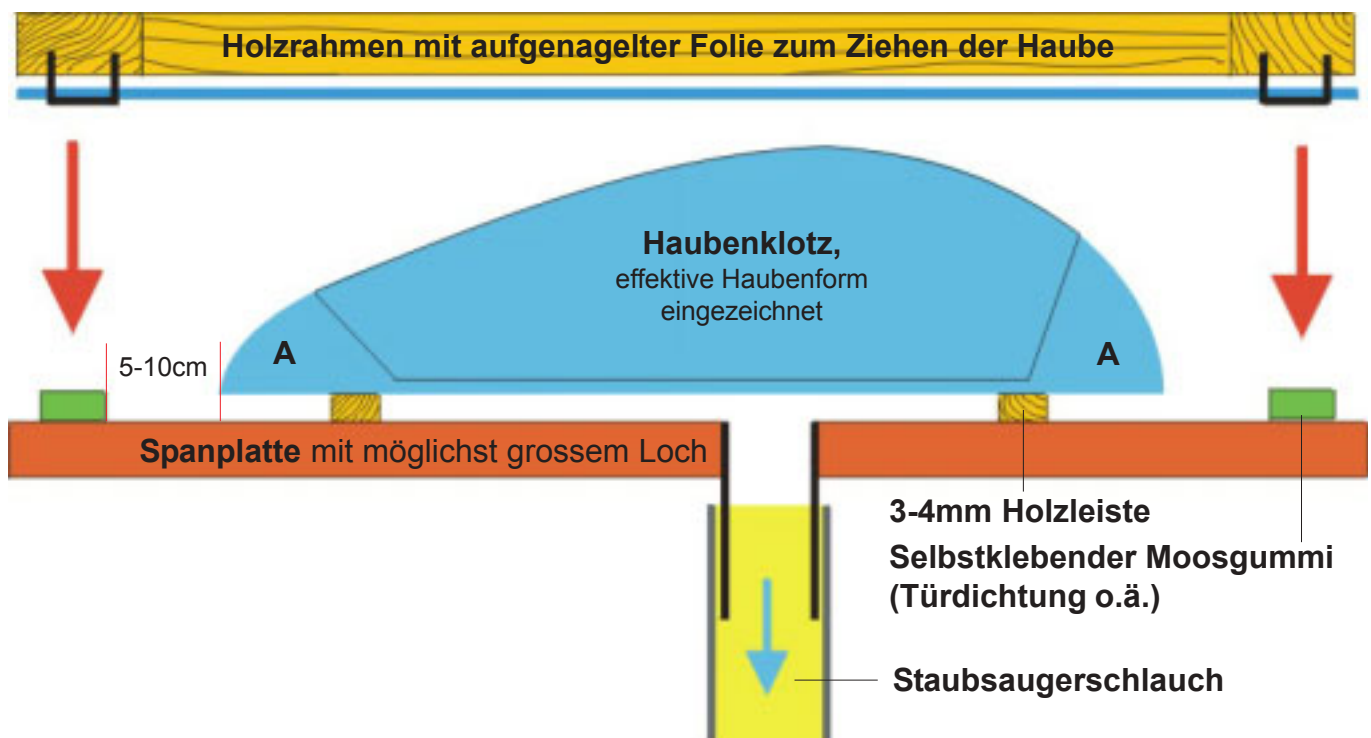 Holzrahmen mit aufgenagelter Folie zum Ziehen der Haube
Haubenklotz,
effektive Haubenform
eingezeichnet
A
A
5-10cm
Spanplatte mit möglichst grossem Loch
3-4mm Holzleiste
Selbstklebender Moosgummi
(Türdichtung o.ä.)
Staubsaugerschlauch